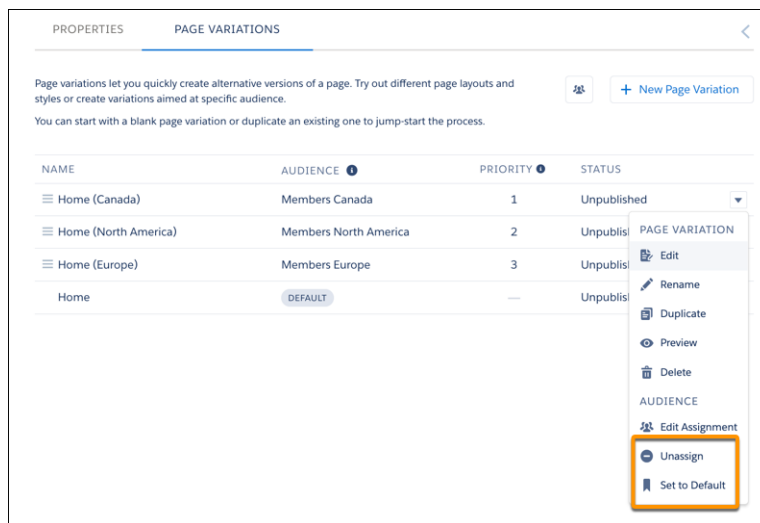 PROPERTIES PAGE VARIATIONS
Page variations let you quickly create alternative versions of a page. Try out different page layouts and
styles or create variations aimed at specific audience.
You can start with a blank page variation or duplicate an existing one to jump-start the process.
+ New Page Variation
NAME AUDIENCE PRIORITY STATUS
Home (Canada) Members Canada 1 Unpublished
Home (North America) Members North America 2 Unpublis
Home (Europe) Members Europe 3 Unpublis
Home DEFAULT — Unpublis
PAGE VARIATION
Edit
Rename
Duplicate
Preview
Delete
AUDIENCE
Edit Assignment
Unassign
Set to Default